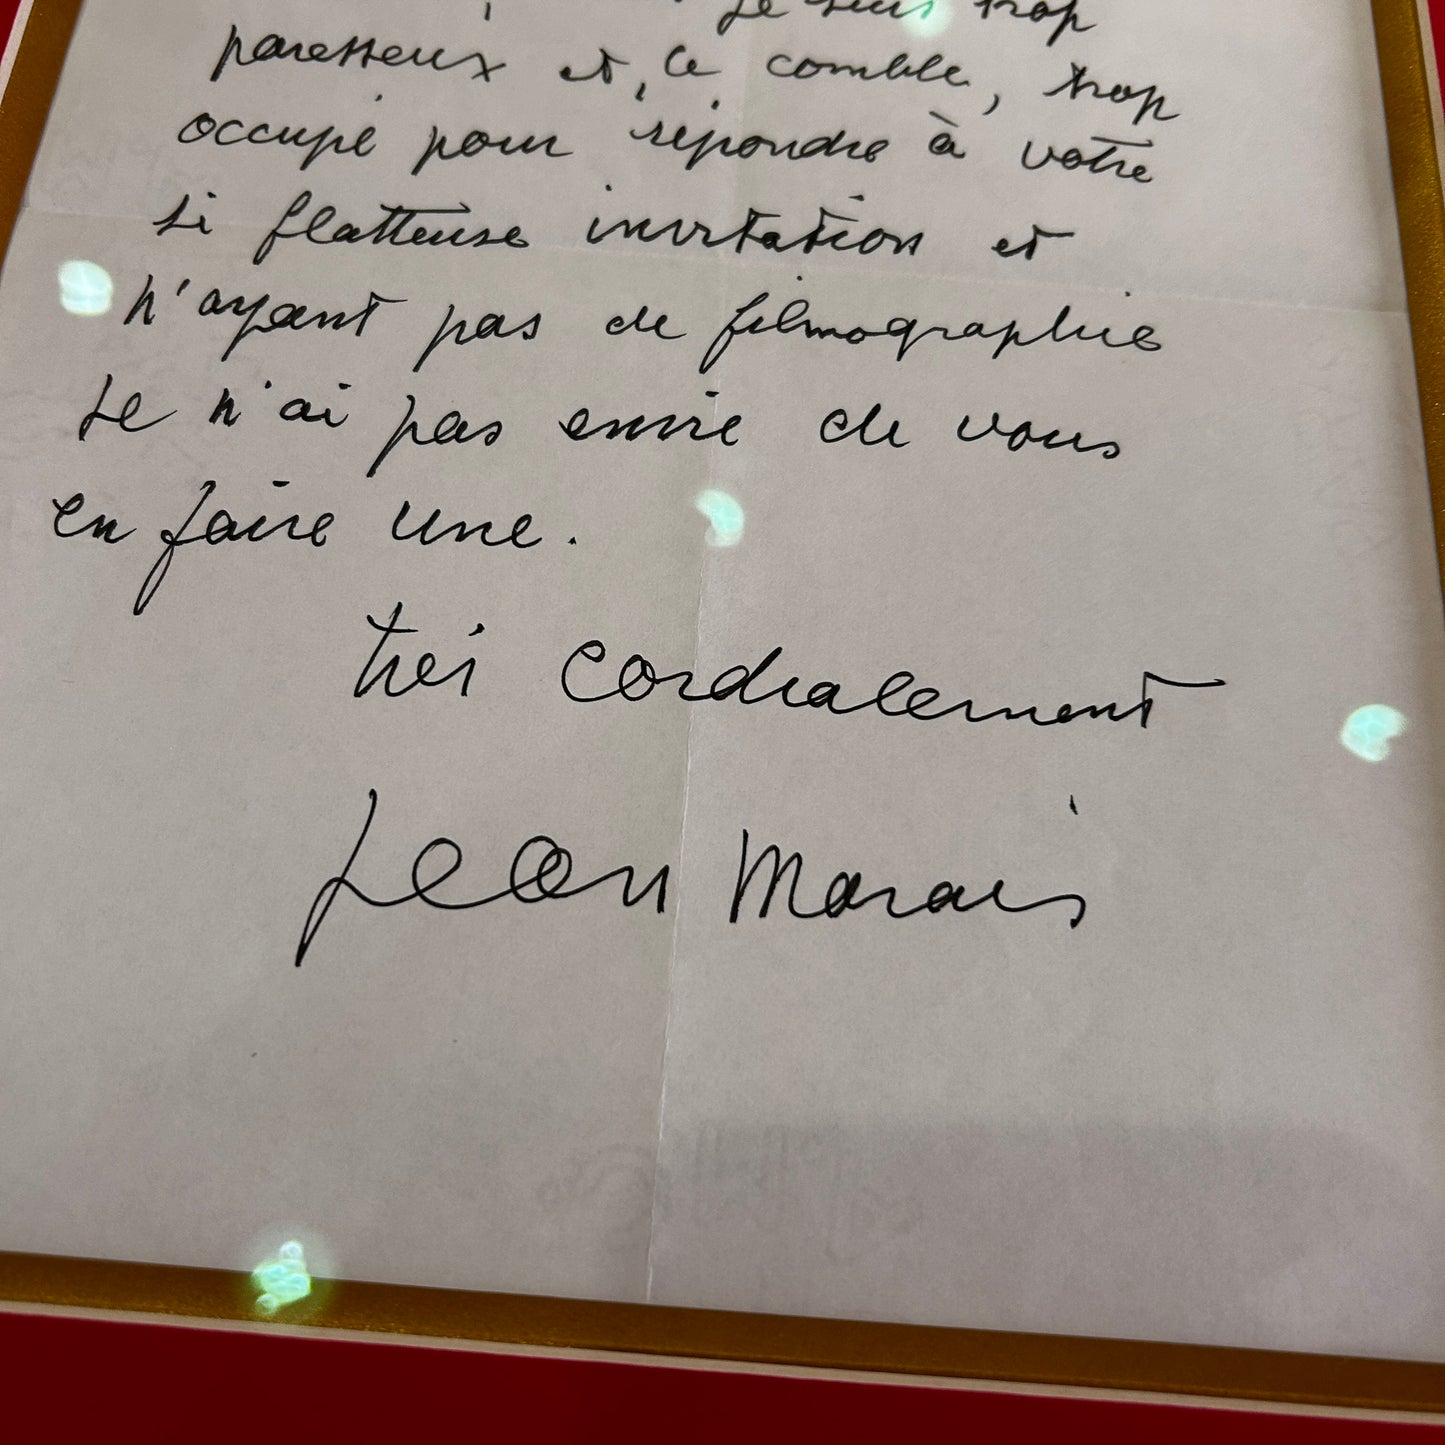 je suis trop
paresseux et, le comble, trop
occupé pour répondre à votre
si flatteuse invitation et
n'ayant pas de filmographie
je n'ai pas envie de vous
en faire une.
très cordialement
Jean Marais